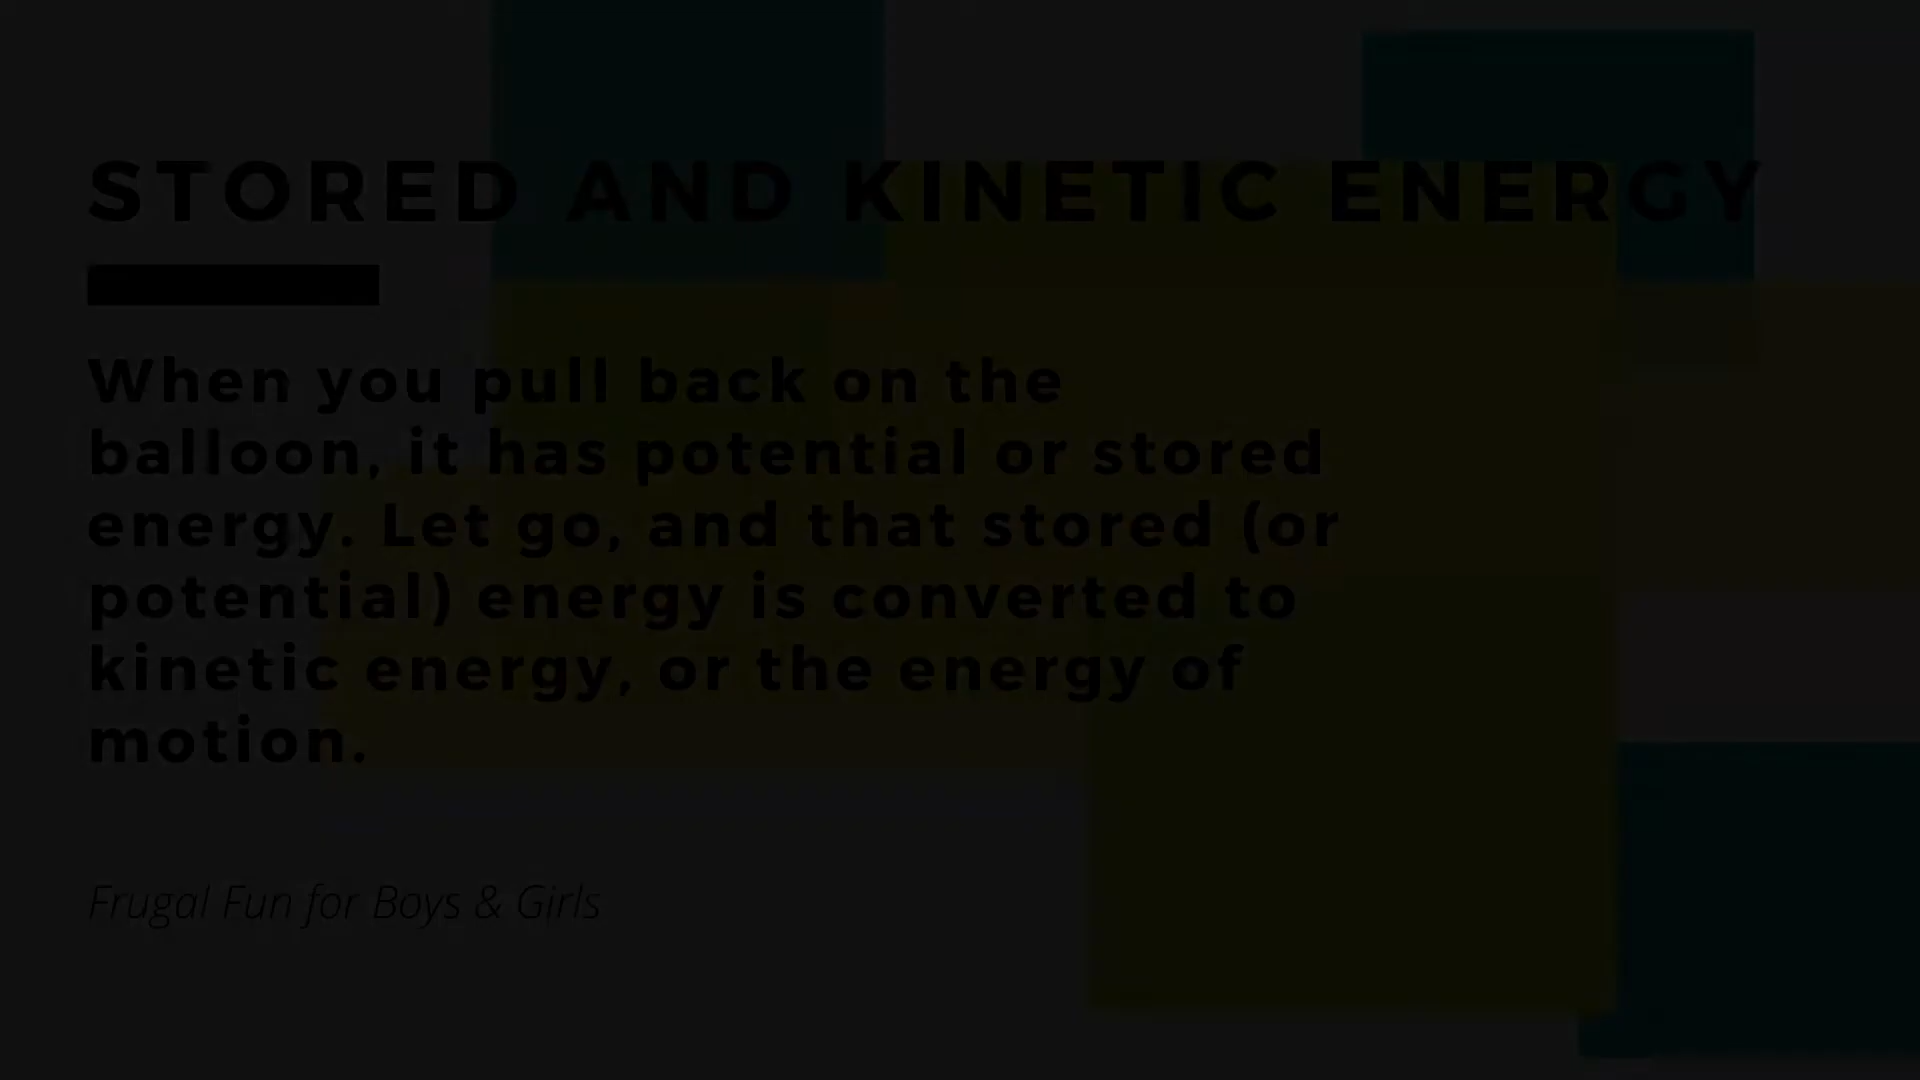 STORED AND KINETIC ENERGY
When you pull back on the
balloon, it has potential or stored
energy. Let go, and that stored (or
potential) energy is converted to
kinetic energy, or the energy of
motion.
Frugal Fun for Boys & Girls